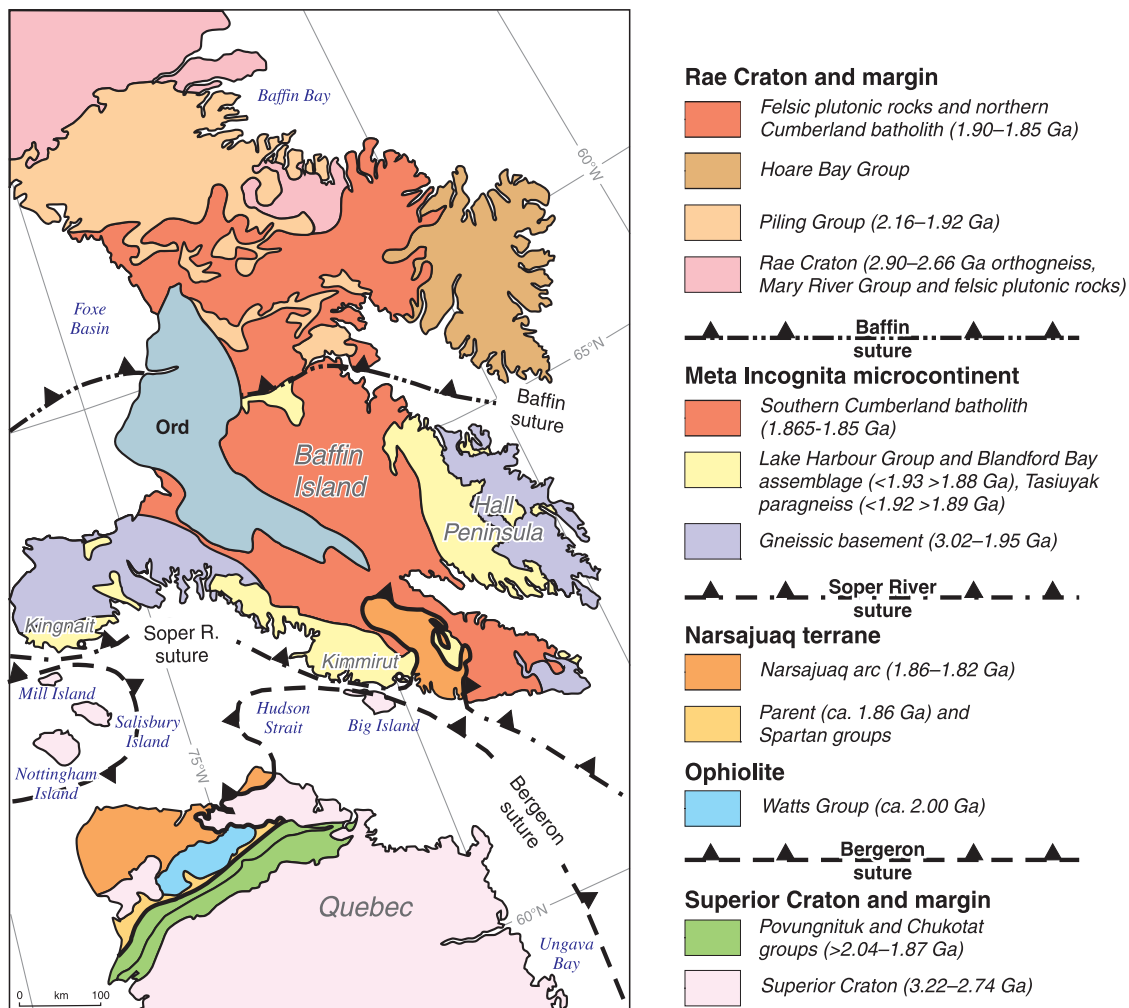 Baffin Bay
60°W
Foxe
Basin
65°N
Ord
Baffin
suture
Baffin
Island
Hall
Peninsula
Kingnait
Soper R.
suture
Kimmirut
Mill Island
Salisbury
Island
Hudson
Strait
Big Island
Nottingham
Island
75°W
Bergeron
suture
Quebec
60°N
Ungava
Bay
0 km 100
Rae Craton and margin
Felsic plutonic rocks and northern
Cumberland batholith (1.90–1.85 Ga)
Hoare Bay Group
Piling Group (2.16–1.92 Ga)
Rae Craton (2.90–2.66 Ga orthogneiss,
Mary River Group and felsic plutonic rocks)
Baffin
suture
Meta Incognita microcontinent
Southern Cumberland batholith
(1.865-1.85 Ga)
Lake Harbour Group and Blandford Bay
assemblage (<1.93 >1.88 Ga), Tasiuyak
paragneiss (<1.92 >1.89 Ga)
Gneissic basement (3.02–1.95 Ga)
Soper River
suture
Narsajuaq terrane
Narsajuaq arc (1.86–1.82 Ga)
Parent (ca. 1.86 Ga) and
Spartan groups
Ophiolite
Watts Group (ca. 2.00 Ga)
Bergeron
suture
Superior Craton and margin
Povungnituk and Chukotat
groups (>2.04–1.87 Ga)
Superior Craton (3.22–2.74 Ga)